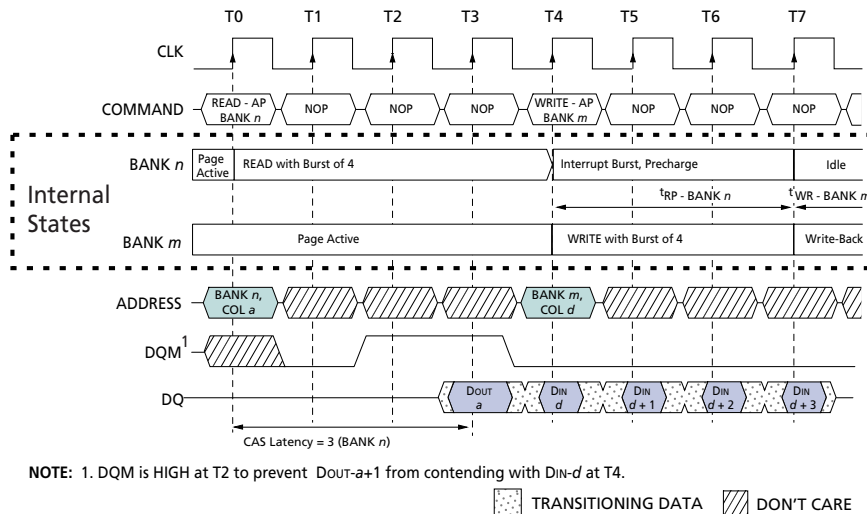 T0 T1 T2 T3 T4 T5 T6 T7
CLK
COMMAND READ - AP BANK n NOP NOP NOP WRITE - AP BANK m NOP NOP NOP
Internal States
BANK n Page Active READ with Burst of 4 Interrupt Burst, Precharge Idle
tRP - BANK n tWR - BANK m
BANK m Page Active WRITE with Burst of 4 Write-Back
ADDRESS BANK n, COL a BANK m, COL d
DQM1
DQ DOUT a DIN d DIN d + 1 DIN d + 2 DIN d + 3
CAS Latency = 3 (BANK n)
NOTE: 1. DQM is HIGH at T2 to prevent DOUT-a+1 from contending with DIN-d at T4.
TRANSITIONING DATA DON'T CARE